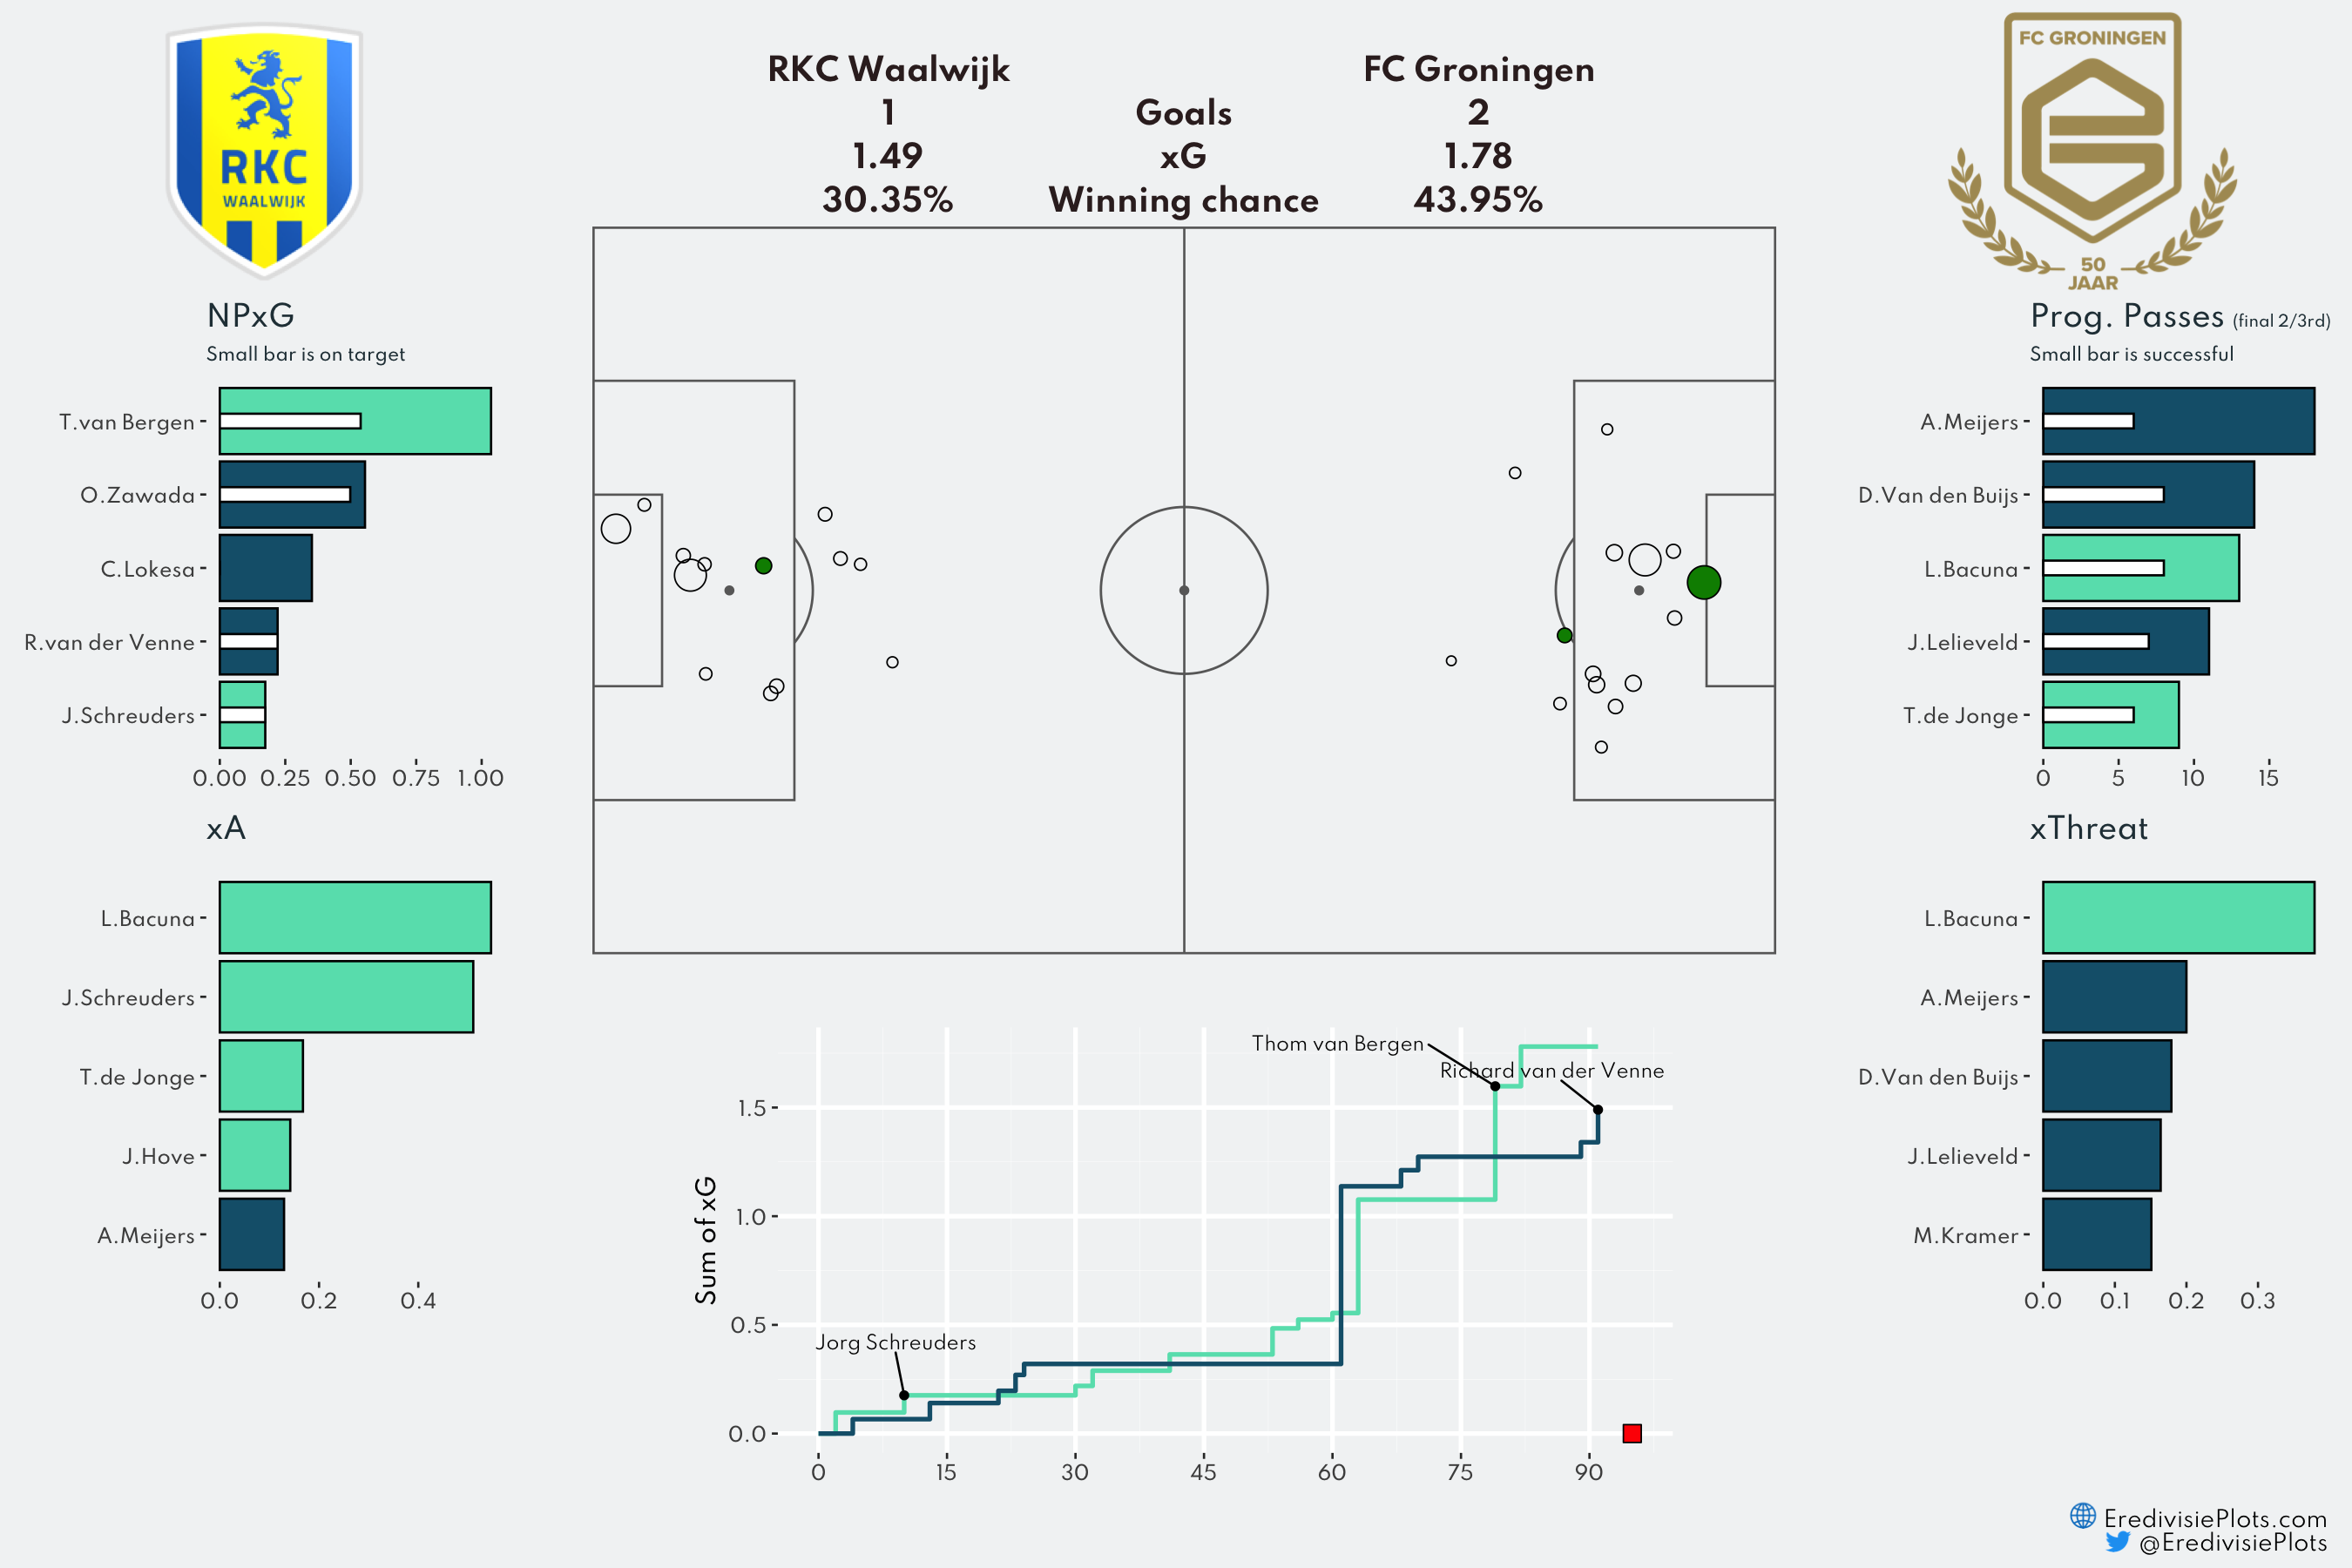 RKC
WAALWIJK
RKC Waalwijk FC Groningen
1 Goals 2
1.49 xG 1.78
30.35% Winning chance 43.95%
FC GRONINGEN
50
JAAR
NPxG
Small bar is on target
T.van Bergen
O.Zawada
C.Lokesa
R.van der Venne
J.Schreuders
0.00 0.25 0.50 0.75 1.00
xA
L.Bacuna
J.Schreuders
T.de Jonge
J.Hove
A.Meijers
0.0 0.2 0.4
Prog. Passes (final 2/3rd)
Small bar is successful
A.Meijers
D.Van den Buijs
L.Bacuna
J.Lelieveld
T.de Jonge
0 5 10 15
xThreat
L.Bacuna
A.Meijers
D.Van den Buijs
J.Lelieveld
M.Kramer
0.0 0.1 0.2 0.3
Sum of xG
1.5
1.0
0.5
0.0
Thom van Bergen
Richard van der Venne
Jorg Schreuders
0 15 30 45 60 75 90
EredivisiePlots.com
@EredivisiePlots